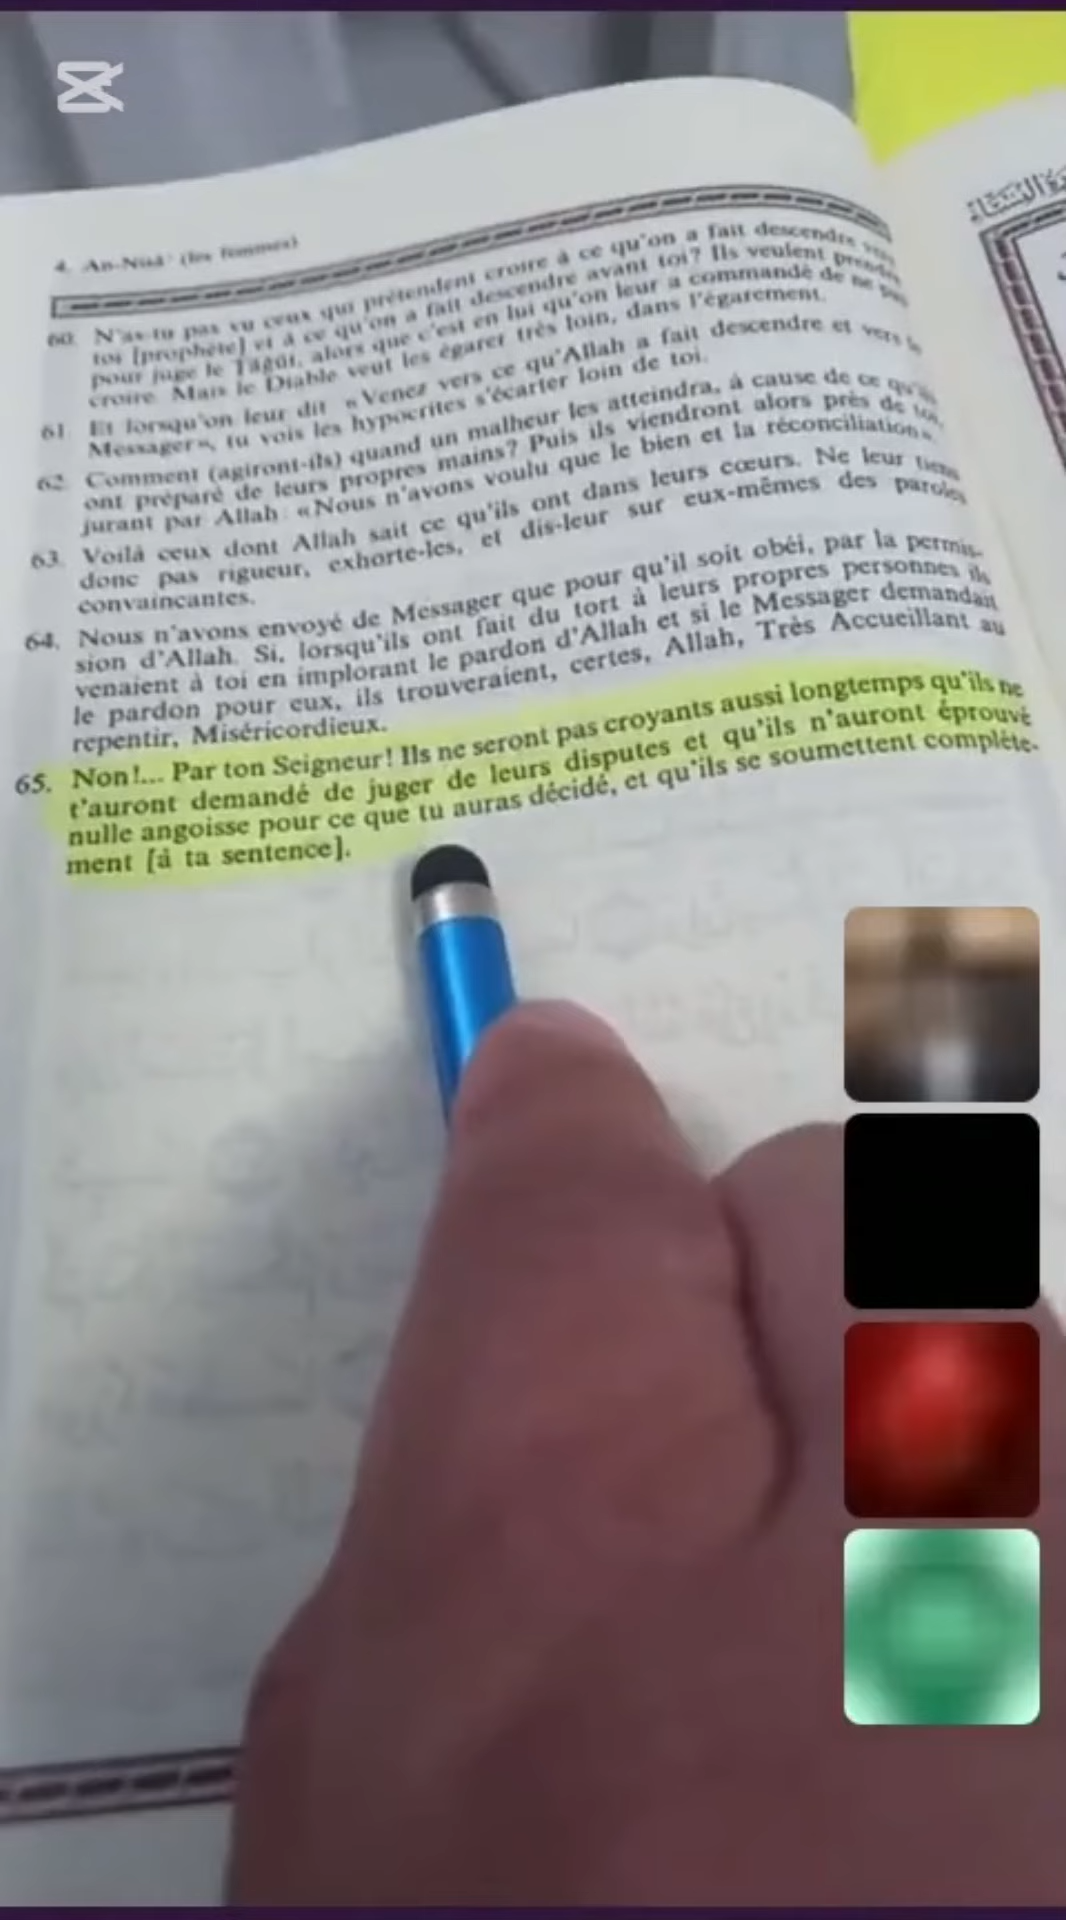 4. An-Nisâ' (les femmes)
60. N'as-tu pas vu ceux qui prétendent croire à ce qu'on a fait descendre vers
toi [prophète] et à ce qu'on a fait descendre avant toi? Ils veulent prendre
pour juge le Tâgût, alors que c'est en lui qu'on leur a commandé de ne pas
croire. Mais le Diable veut les égarer très loin, dans l'égarement.
61. Et lorsqu'on leur dit «Venez vers ce qu'Allah a fait descendre et vers le
Messager», tu vois les hypocrites s'écarter loin de toi.
62. Comment (agiront-ils) quand un malheur les atteindra, à cause de ce qu'ils
ont préparé de leurs propres mains? Puis ils viendront alors près de toi,
jurant par Allah: «Nous n'avons voulu que le bien et la réconciliation».
63. Voilà ceux dont Allah sait ce qu'ils ont dans leurs cœurs. Ne leur tiens
donc pas rigueur, exhorte-les, et dis-leur sur eux-mêmes des paroles
convaincantes.
64. Nous n'avons envoyé de Messager que pour qu'il soit obéi, par la permis-
sion d'Allah. Si, lorsqu'ils ont fait du tort à leurs propres personnes ils
venaient à toi en implorant le pardon d'Allah et si le Messager demandait
le pardon pour eux, ils trouveraient, certes, Allah, Très Accueillant au
repentir, Miséricordieux.
65. Non!... Par ton Seigneur! Ils ne seront pas croyants aussi longtemps qu'ils ne
t'auront demandé de juger de leurs disputes et qu'ils n'auront éprouvé
nulle angoisse pour ce que tu auras décidé, et qu'ils se soumettent complète-
ment [à ta sentence].